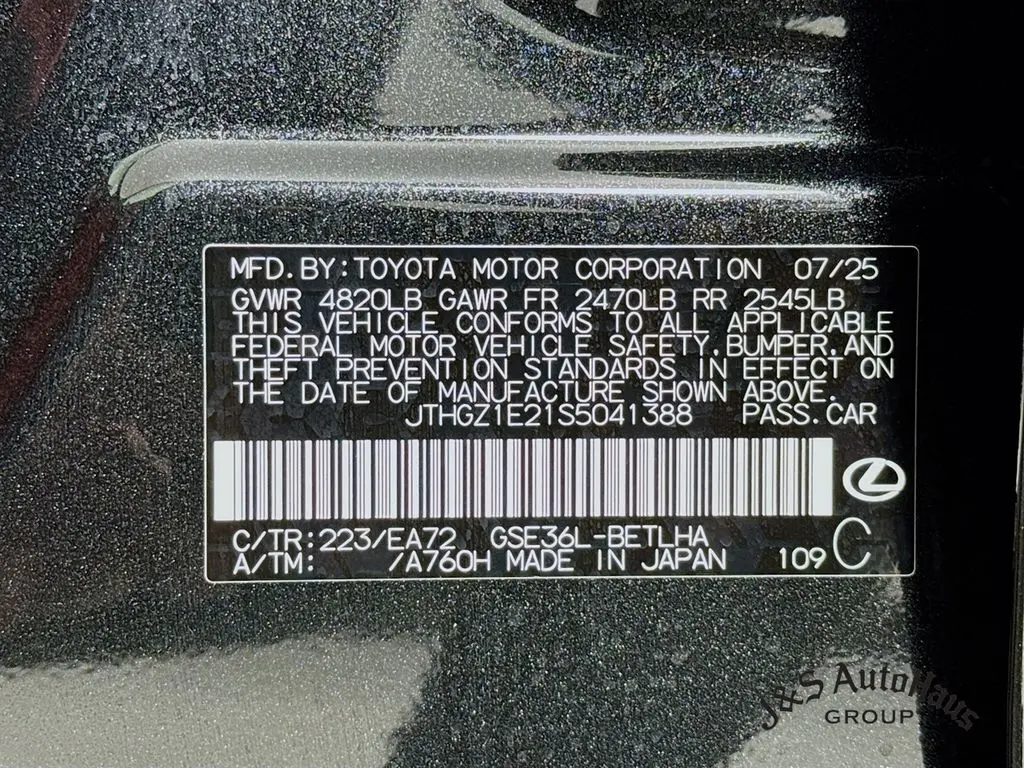 MFD.BY:TOYOTA MOTOR CORPORATION 07/25
GVWR 4820LB GAWR FR 2470LB RR 2545LB
THIS VEHICLE CONFORMS TO ALL APPLICABLE
FEDERAL MOTOR VEHICLE SAFETY,BUMPER,AND
THEFT PREVENTION STANDARDS IN EFFECT ON
THE DATE OF MANUFACTURE SHOWN ABOVE.
JTHGZ1E21S5041388 PASS.CAR
C/TR:223/EA72 GSE36L-BETLHA
A/TM: /A760H MADE IN JAPAN 109 C
J&S AutoHaus
GROUP